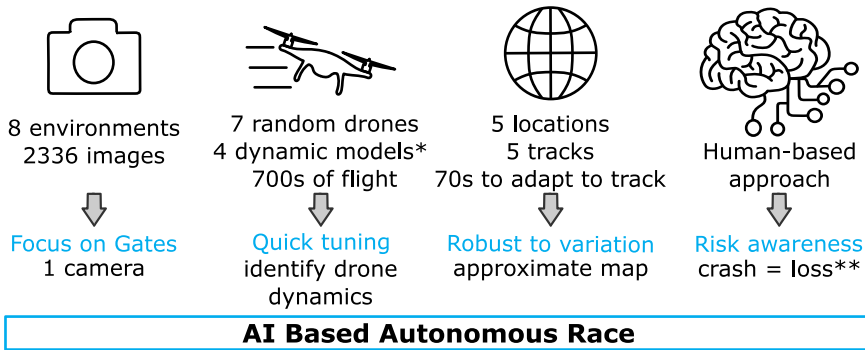 8 environments
2336 images
Focus on Gates
1 camera
7 random drones
4 dynamic models*
700s of flight
Quick tuning
identify drone
dynamics
5 locations
5 tracks
70s to adapt to track
Robust to variation
approximate map
Human-based
approach
Risk awareness
crash = loss**
AI Based Autonomous Race